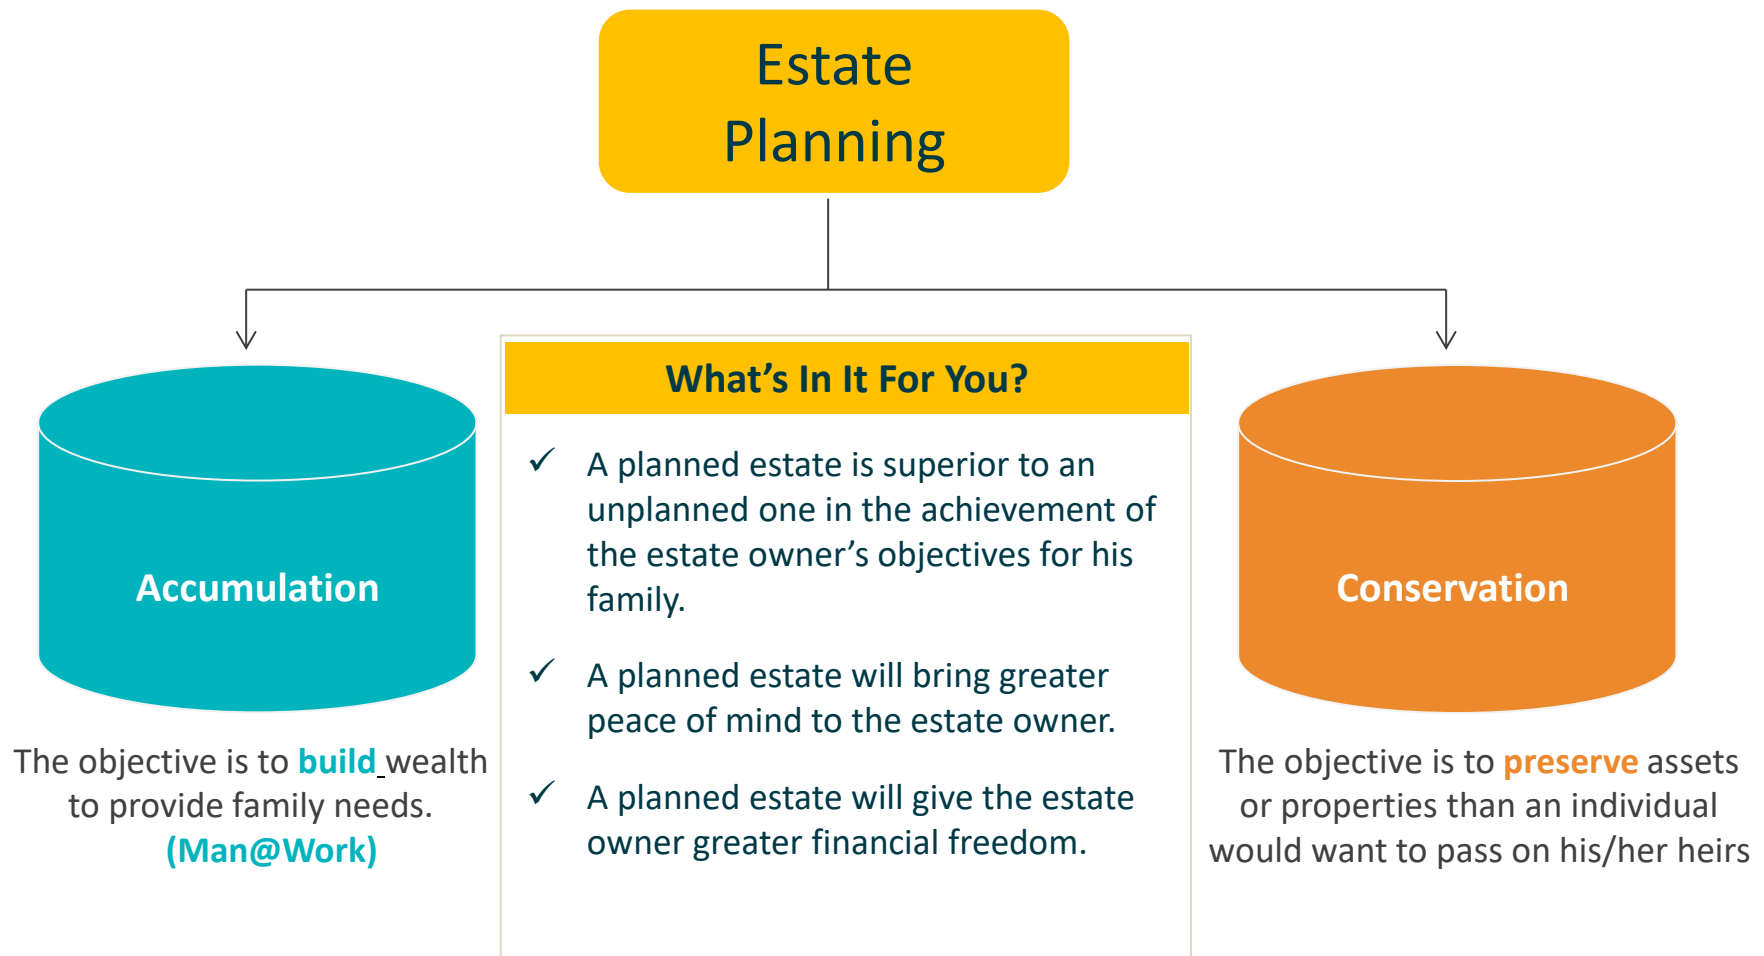 Estate
Planning
Accumulation
The objective is to build wealth
to provide family needs.
(Man@Work)
What’s In It For You?
✓ A planned estate is superior to an
unplanned one in the achievement of
the estate owner’s objectives for his
family.
✓ A planned estate will bring greater
peace of mind to the estate owner.
✓ A planned estate will give the estate
owner greater financial freedom.
Conservation
The objective is to preserve assets
or properties than an individual
would want to pass on his/her heirs